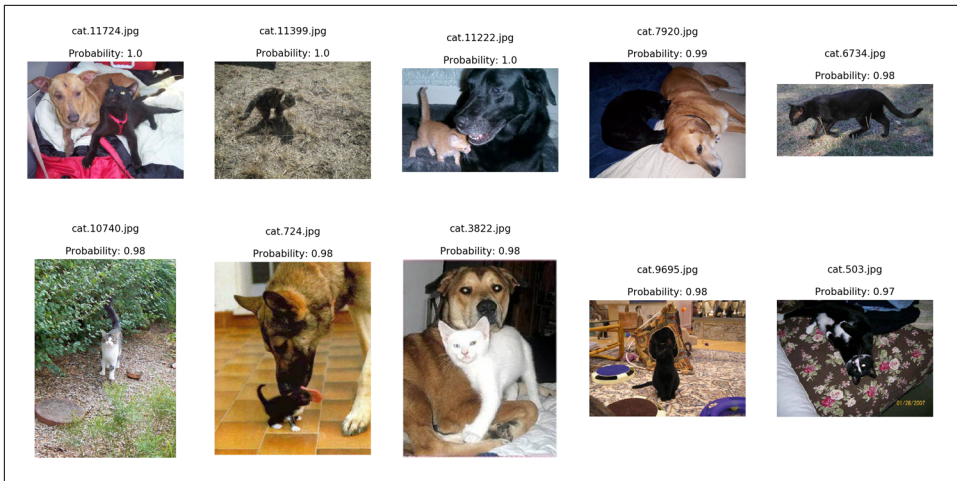 cat.11724.jpg
Probability: 1.0
cat.11399.jpg
Probability: 1.0
cat.11222.jpg
Probability: 1.0
cat.7920.jpg
Probability: 0.99
cat.6734.jpg
Probability: 0.98
cat.10740.jpg
Probability: 0.98
cat.724.jpg
Probability: 0.98
cat.3822.jpg
Probability: 0.98
cat.9695.jpg
Probability: 0.98
cat.503.jpg
Probability: 0.97
01/28/2007